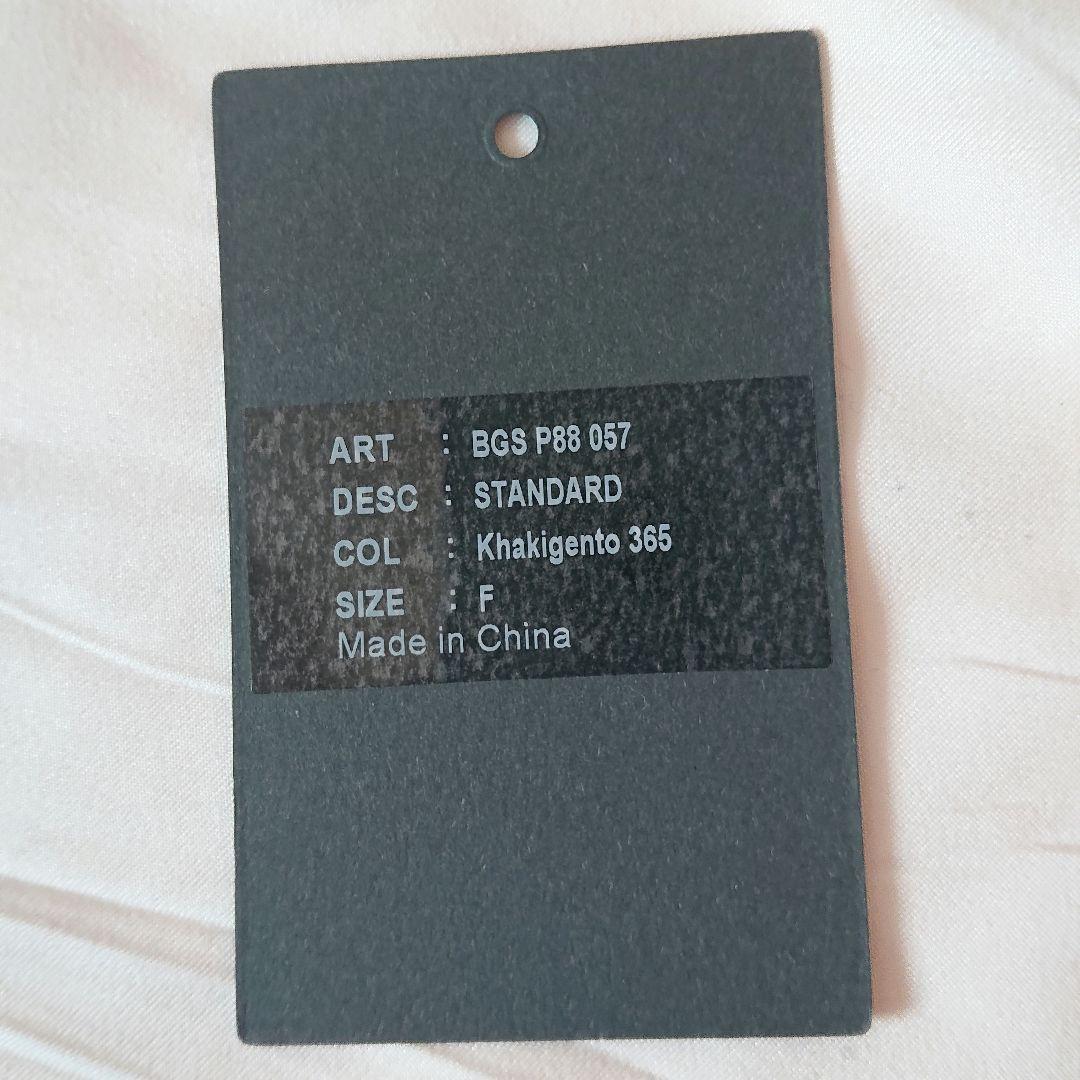 ART : BGS P88 057
DESC : STANDARD
COL : Khakigento 365
SIZE : F
Made in China